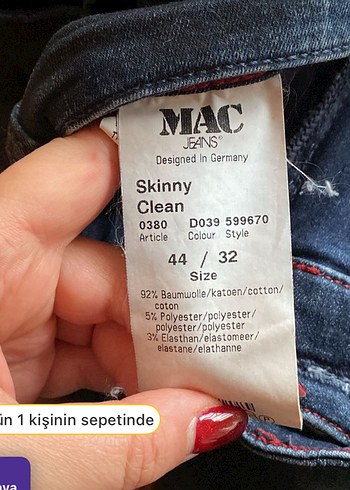 MAC
JEANS®
Designed in Germany
Skinny
Clean
0380 D039 599670
Article Colour Style
44 / 32
Size
92% Baumwolle/katoen/cotton/
coton
5% Polyester/polyester/
polyester/polyester
3% Elasthan/elastomeer/
elastane/elathanne
ün 1 kişinin sepetinde